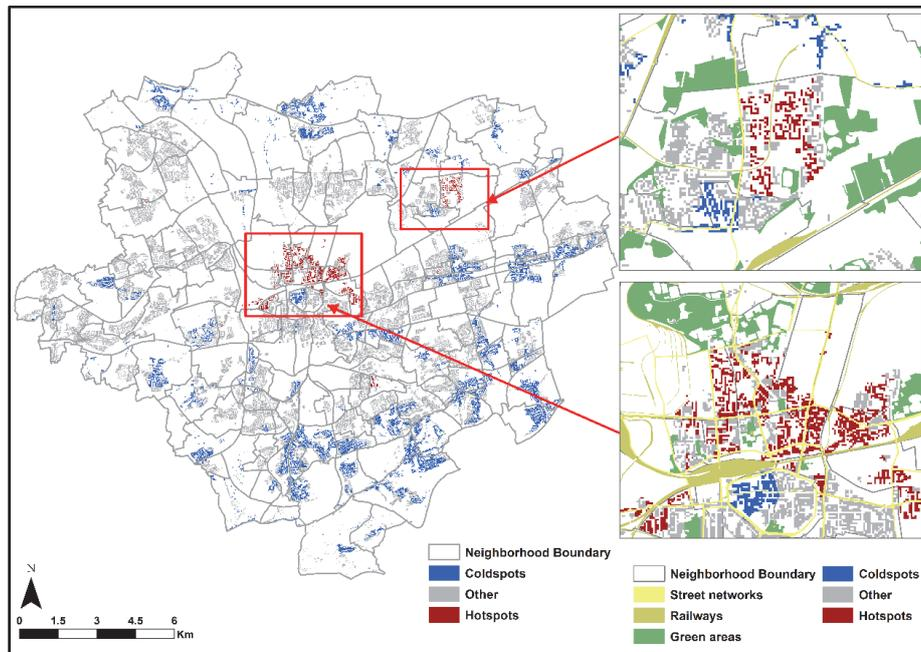 Neighborhood Boundary
Coldspots
Other
Hotspots
Neighborhood Boundary
Street networks
Railways
Green areas
Coldspots
Other
Hotspots
N
0 1.5 3 4.5 6
Km